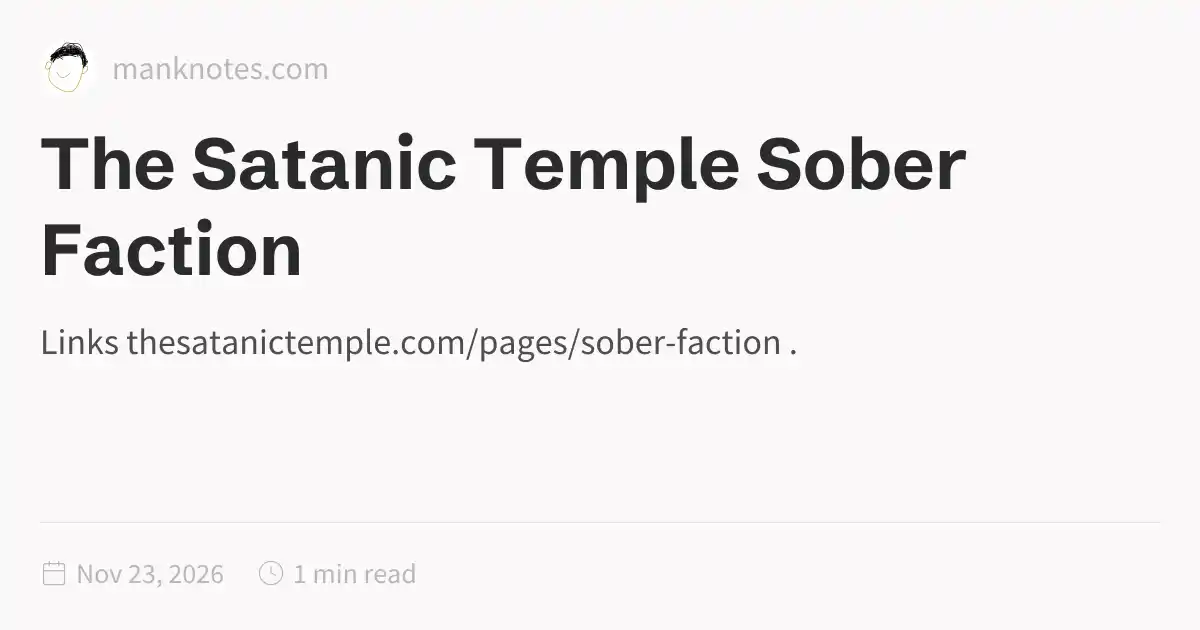 manknotes.com
The Satanic Temple Sober
Faction
Links thesatanictemple.com/pages/sober-faction .
Nov 23, 2026 1 min read